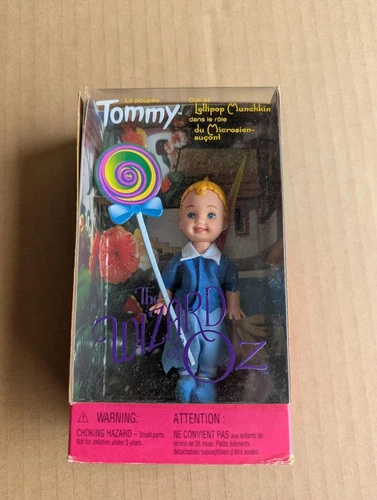 La poupée
Tommy
Lollipop Munchkin
dans le rôle
du Microsien-
suçont
The
WIZARD
of
OZ
⚠ WARNING:
CHOKING HAZARD – Small parts.
Not for children under 3 years.
ATTENTION :
NE CONVIENT PAS aux enfants de
moins de 36 mois. Petits éléments
détachables susceptibles d'être avalés.